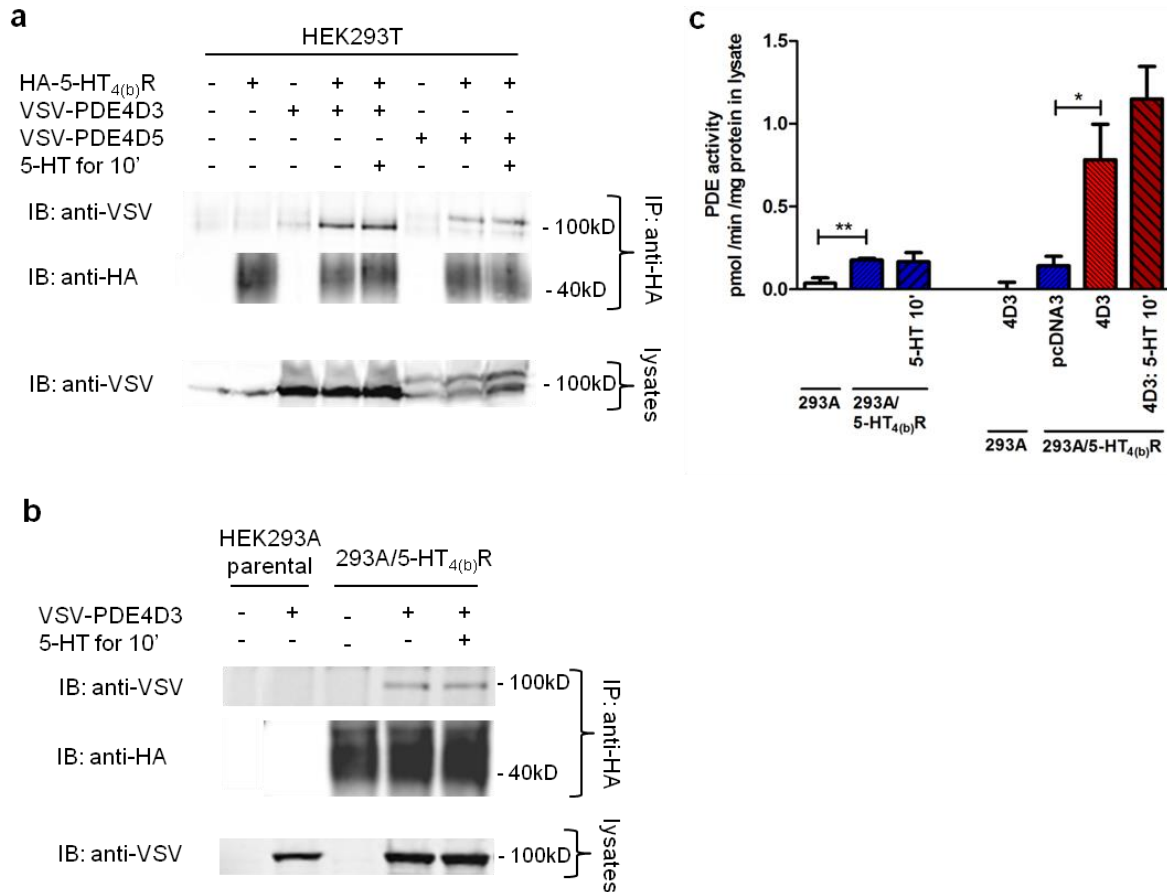 a
HEK293T
HA-5-HT4(b)R - + - + + - + +
VSV-PDE4D3 - - + + + - - -
VSV-PDE4D5 - - - - - + + +
5-HT for 10’ - - - - + - - +
IB: anti-VSV
- 100kD
IB: anti-HA
- 40kD
IP: anti-HA
IB: anti-VSV
- 100kD
lysates
b
HEK293A
parental
293A/5-HT4(b)R
VSV-PDE4D3 - + - + +
5-HT for 10’ - - - - +
IB: anti-VSV
- 100kD
IB: anti-HA
- 40kD
IP: anti-HA
IB: anti-VSV
- 100kD
lysates
c
PDE activity
pmol /min /mg protein in lysate
1.5
1.0
0.5
0.0
**
*
5-HT 10'
4D3
pcDNA3
4D3
4D3: 5-HT 10'
293A
293A/
5-HT4(b)R
293A
293A/5-HT4(b)R